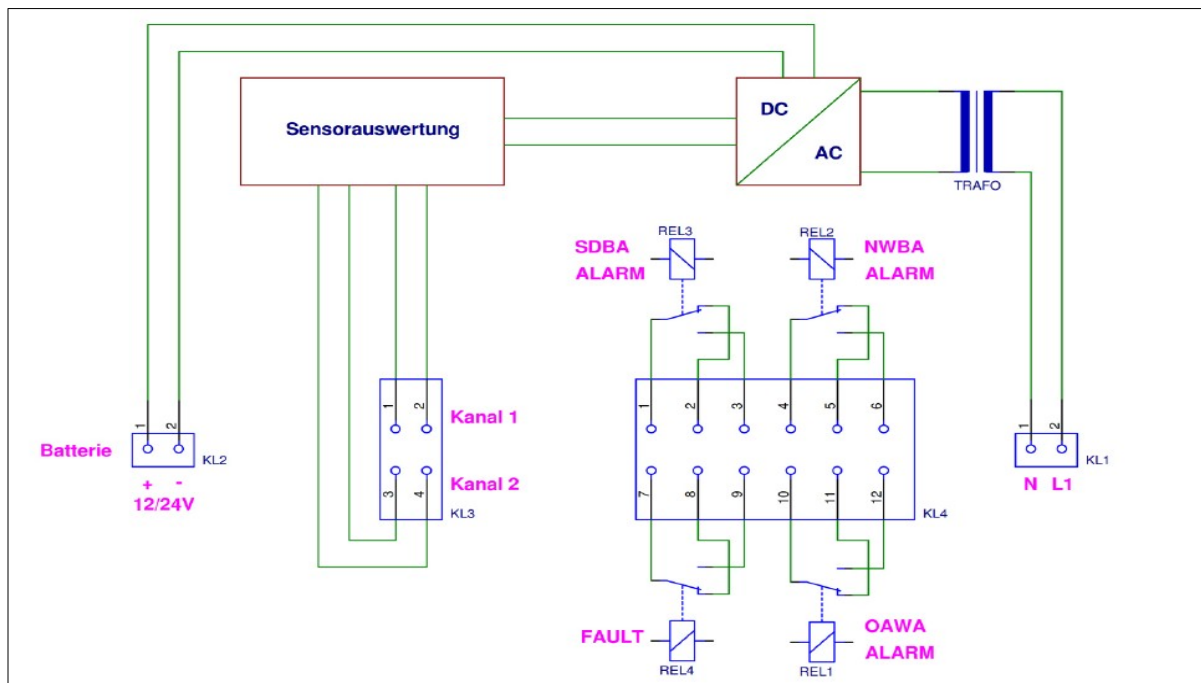 Sensorauswertung
DC
AC
TRAFO
SDBA
ALARM
REL3
REL2
NWBA
ALARM
1
2
Batterie
KL2
+ -
12/24V
1
2
Kanal 1
3
4
Kanal 2
KL3
1
2
3
4
5
6
7
8
9
10
11
12
KL4
1
2
KL1
N L1
FAULT
REL4
REL1
OAWA
ALARM